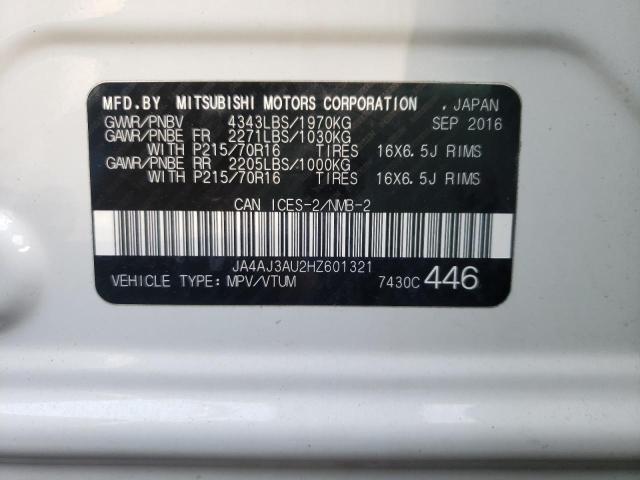 MFD.BY MITSUBISHI MOTORS CORPORATION , JAPAN
GWR/PNBV 4343LBS/1970KG SEP 2016
GAWR/PNBE FR 2271LBS/1030KG
WITH P215/70R16 TIRES 16X6.5J RIMS
GAWR/PNBE RR 2205LBS/1000KG
WITH P215/70R16 TIRES 16X6.5J RIMS
CAN ICES-2/NMB-2
JA4AJ3AU2HZ601321
VEHICLE TYPE: MPV/VTUM 7430C 446